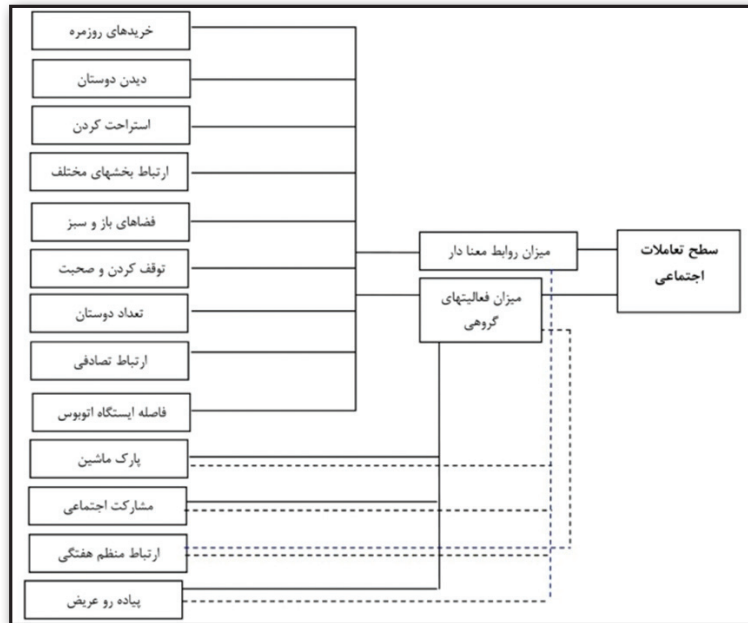 خریدهای روزمره
دیدن دوستان
استراحت کردن
ارتباط بخشهای مختلف
فضاهای باز و سبز
توقف کردن و صحبت
تعداد دوستان
ارتباط تصادفی
فاصله ایستگاه اتوبوس
پارک ماشین
مشارکت اجتماعی
ارتباط منظم هفتگی
پیاده رو عریض
میزان روابط معنا دار
میزان فعالیتهای
گروهی
سطح تعاملات
اجتماعی